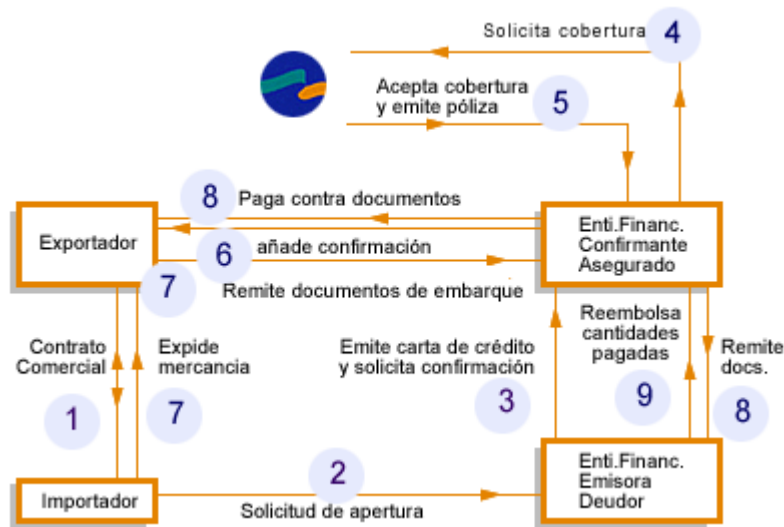 Solicita cobertura
4
Acepta cobertura
y emite póliza
5
8
Paga contra documentos
Exportador
6
añade confirmación
Enti.Financ.
Confirmante
Asegurado
7
Remite documentos de embarque
Contrato
Comercial
Expide
mercancia
Emite carta de crédito
y solicita confirmación
Reembolsa
cantidades
pagadas
Remite
docs.
1
7
3
9
8
2
Importador
Solicitud de apertura
Enti.Financ.
Emisora
Deudor